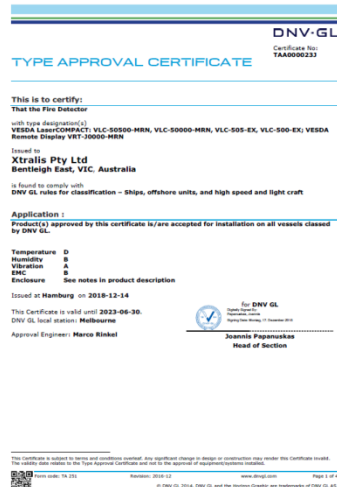 DNV·GL
Certificate No:
TAA000023J
TYPE APPROVAL CERTIFICATE
This is to certify:
That the Fire Detector
with type designation(s)
VESDA LaserCOMPACT: VLC-50500-MRN, VLC-50000-MRN, VLC-505-EX, VLC-500-EX; VESDA
Remote Display VRT-J0000-MRN
Issued to
Xtralis Pty Ltd
Bentleigh East, VIC, Australia
is found to comply with
DNV GL rules for classification – Ships, offshore units, and high speed and light craft
Application :
Product(s) approved by this certificate is/are accepted for installation on all vessels classed
by DNV GL.
Temperature D
Humidity B
Vibration A
EMC B
Enclosure See notes in product description
Issued at Hamburg on 2018-12-14
This Certificate is valid until 2023-06-30.
DNV GL local station: Melbourne
Approval Engineer: Marco Rinkel
for DNV GL
Digitally Signed By:
Papanuskas, Joannis
Joannis Papanuskas
Head of Section
This Certificate is subject to terms and conditions overleaf. Any significant change in design or construction may render this Certificate invalid.
The validity date relates to the Type Approval Certificate and not to the approval of equipment/systems installed.
Form code: TA 251 Revision: 2016-12 www.dnvgl.com Page 1 of 4
© DNV GL 2014. DNV GL and the Horizon Graphic are trademarks of DNV GL AS.